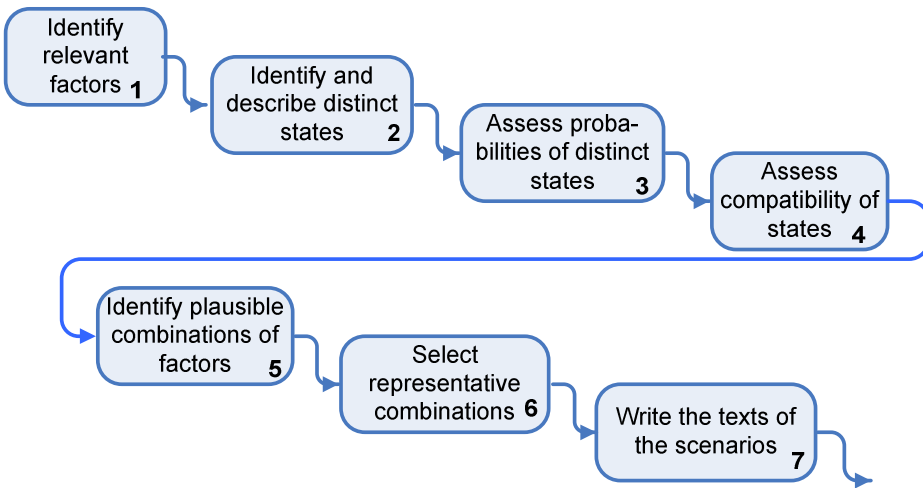 Identify
relevant
factors 1
Identify and
describe distinct
states 2
Assess proba-
bilities of distinct
states 3
Assess
compatibility of
states 4
Identify plausible
combinations of
factors 5
Select
representative
combinations 6
Write the texts of
the scenarios
7